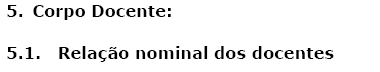 5. Corpo Docente:
5.1. Relação nominal dos docentes